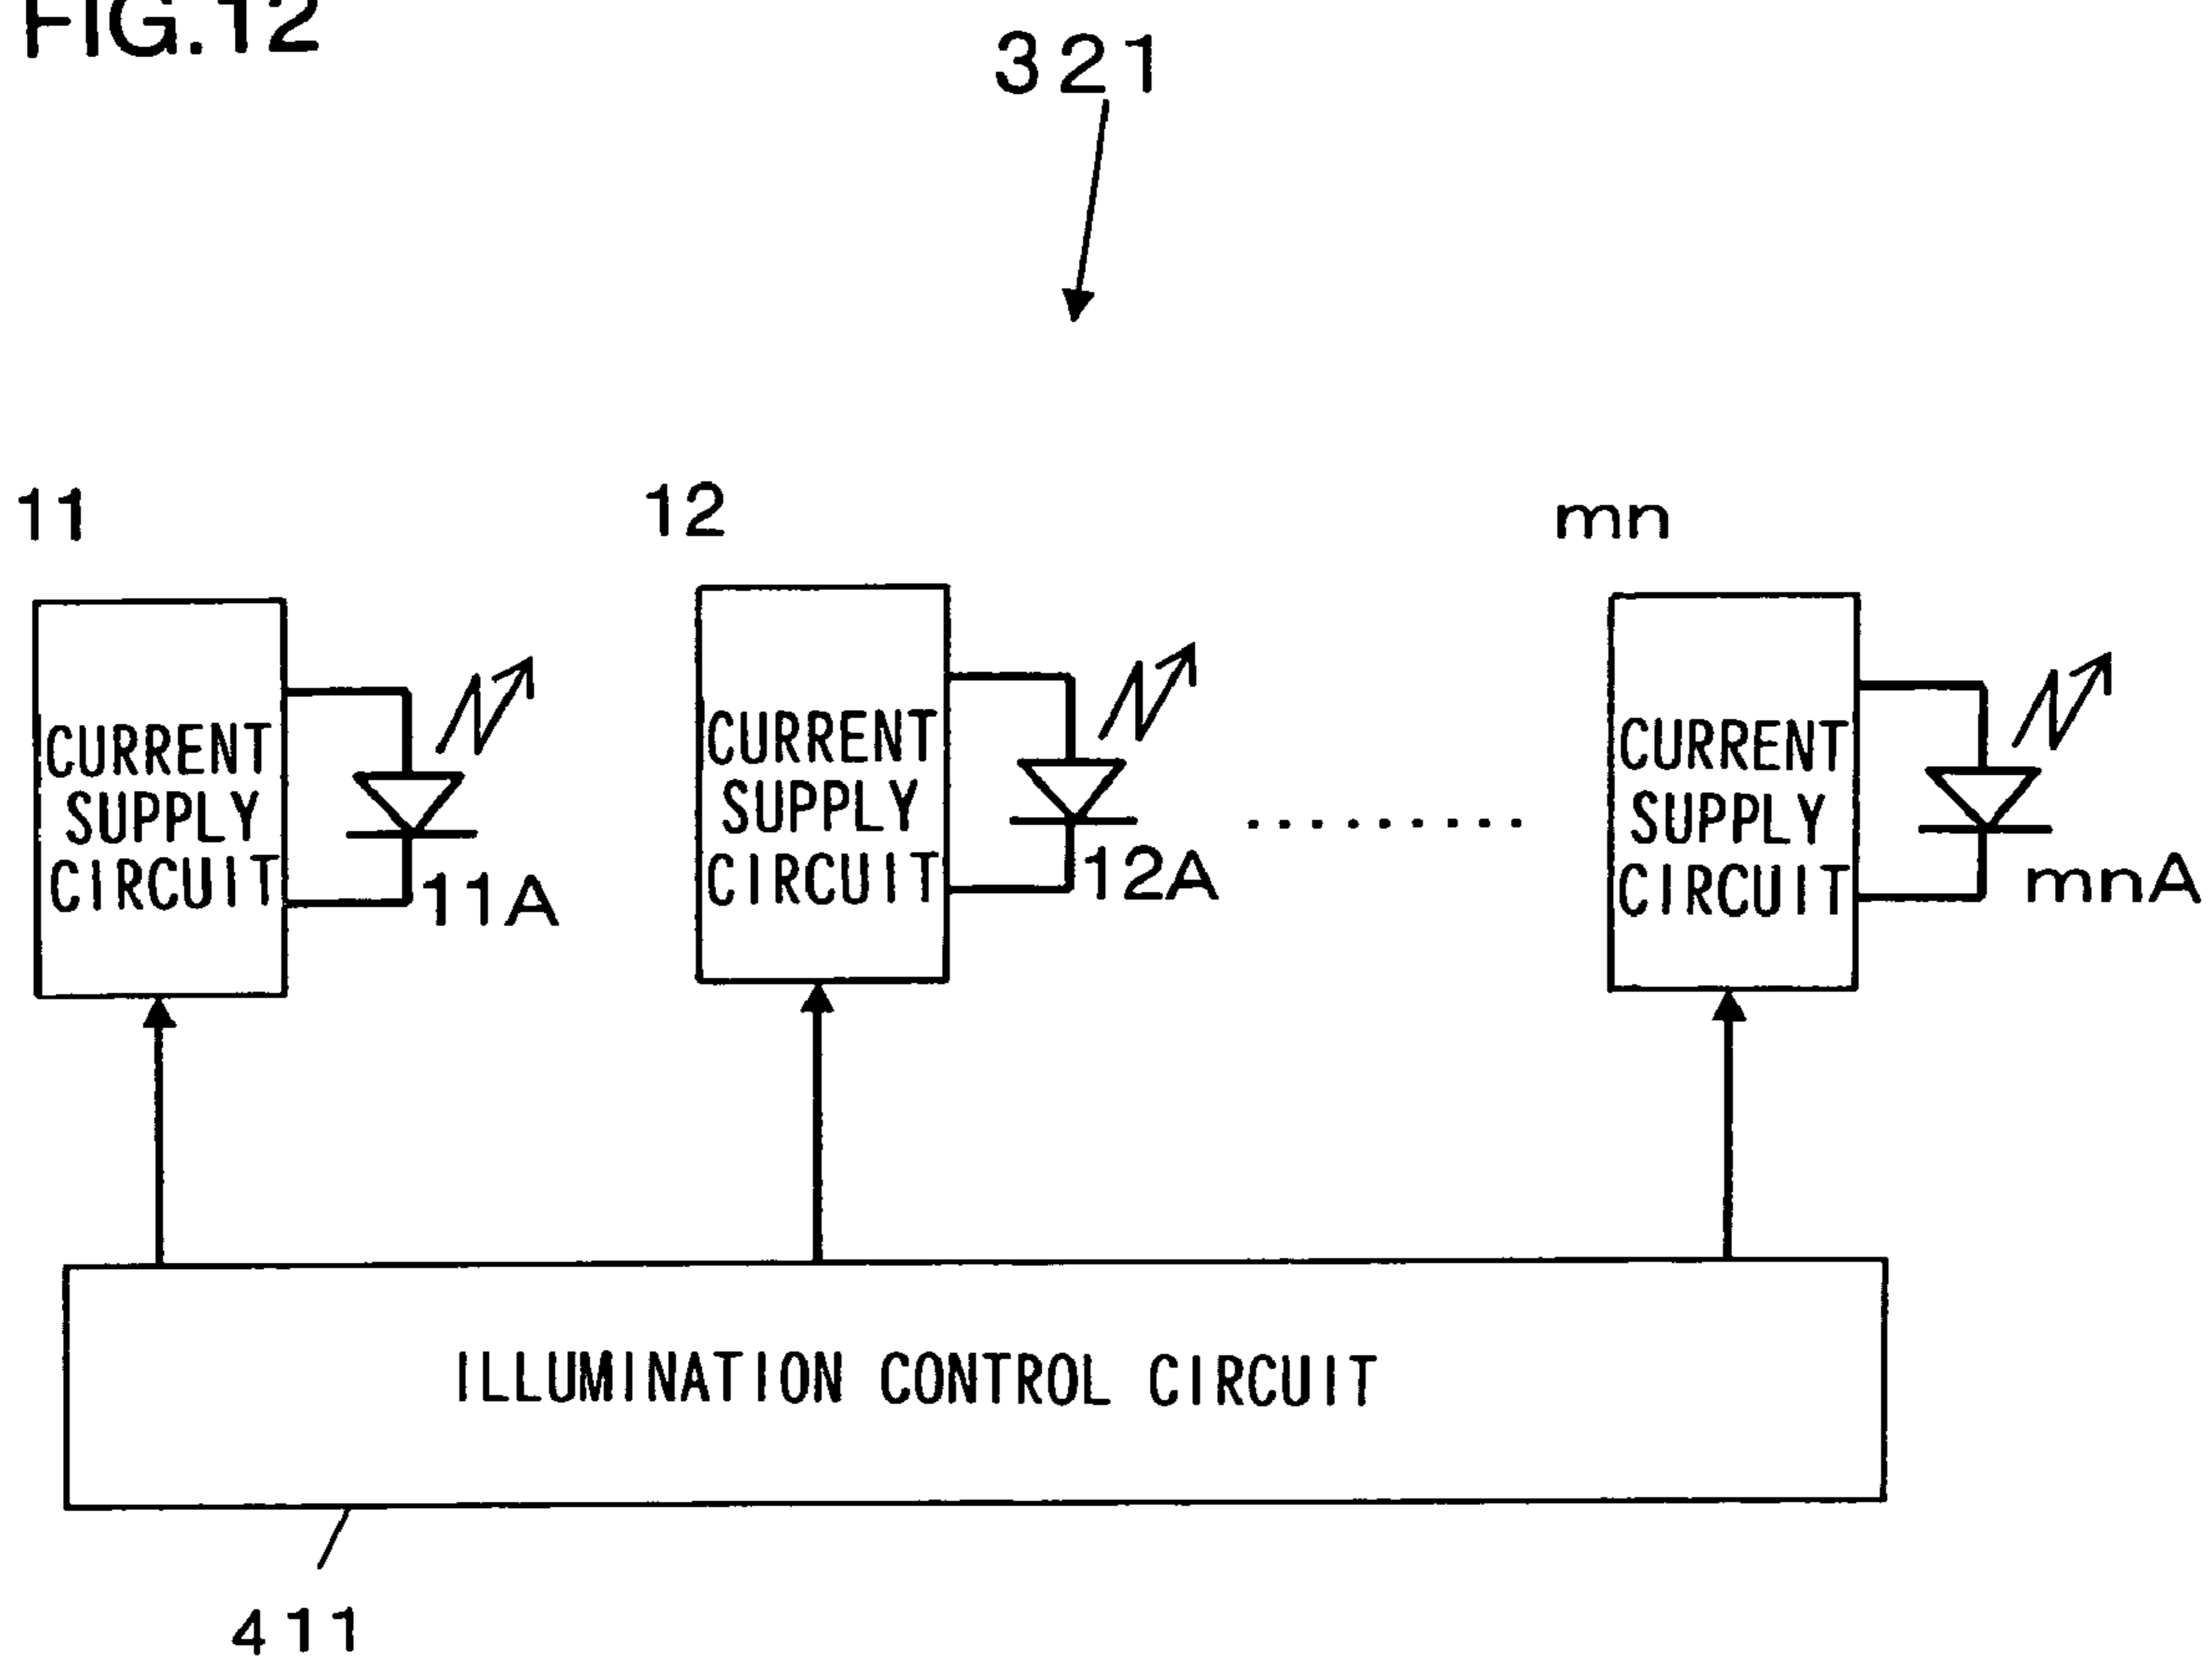 FIG.12
321
11
12
mn
CURRENT
SUPPLY
CIRCUIT
11A
CURRENT
SUPPLY
CIRCUIT
12A
CURRENT
SUPPLY
CIRCUIT
mnA
ILLUMINATION CONTROL CIRCUIT
411